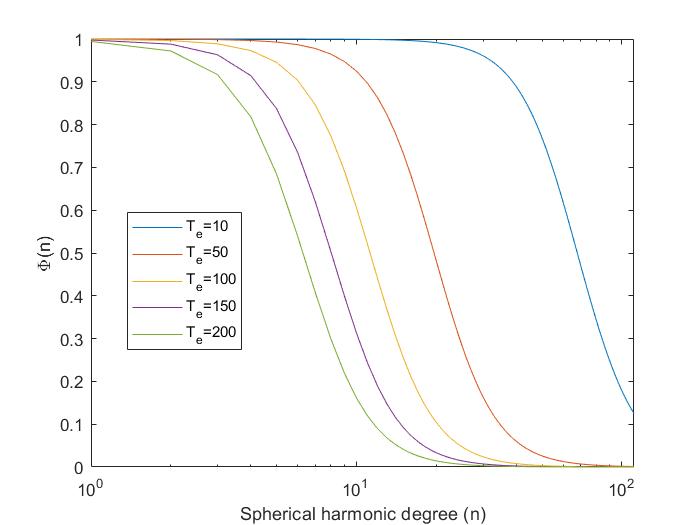 1
0.9
0.8
0.7
0.6
0.5
0.4
0.3
0.2
0.1
0
Φ(n)
T_e=10
T_e=50
T_e=100
T_e=150
T_e=200
10^0 10^1 10^2
Spherical harmonic degree (n)